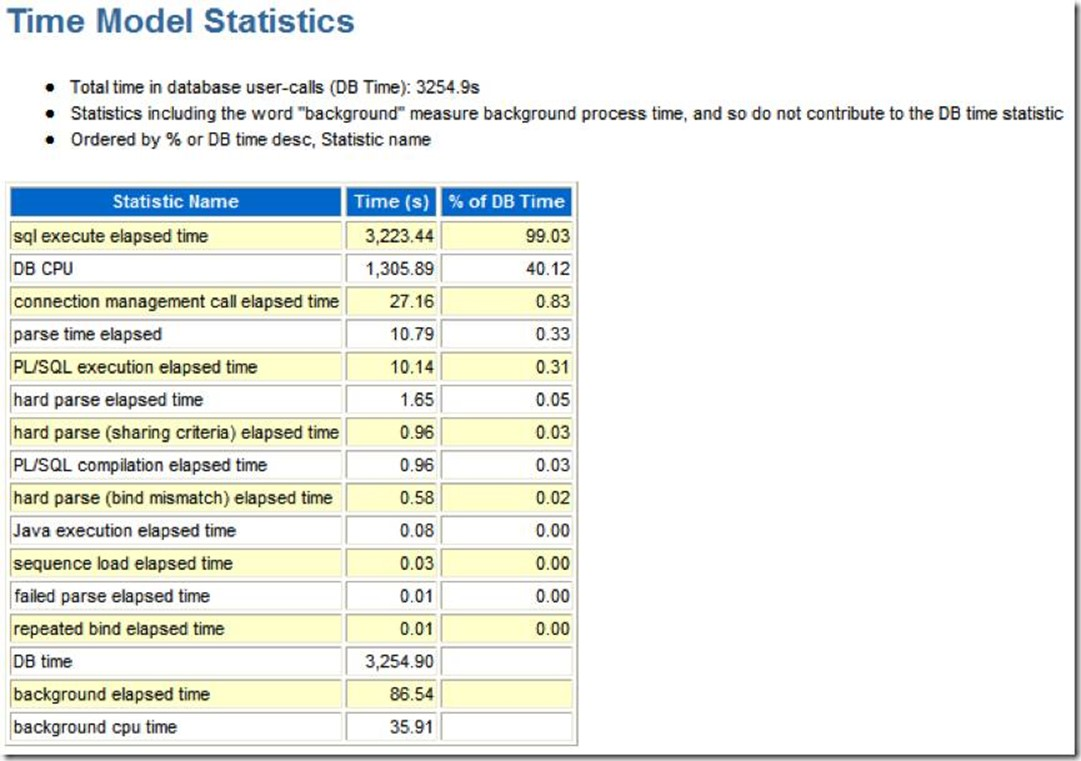 Time Model Statistics
● Total time in database user-calls (DB Time): 3254.9s
● Statistics including the word "background" measure background process time, and so do not contribute to the DB time statistic
● Ordered by % or DB time desc, Statistic name
Statistic Name Time (s) % of DB Time
sql execute elapsed time 3,223.44 99.03
DB CPU 1,305.89 40.12
connection management call elapsed time 27.16 0.83
parse time elapsed 10.79 0.33
PL/SQL execution elapsed time 10.14 0.31
hard parse elapsed time 1.65 0.05
hard parse (sharing criteria) elapsed time 0.96 0.03
PL/SQL compilation elapsed time 0.96 0.03
hard parse (bind mismatch) elapsed time 0.58 0.02
Java execution elapsed time 0.08 0.00
sequence load elapsed time 0.03 0.00
failed parse elapsed time 0.01 0.00
repeated bind elapsed time 0.01 0.00
DB time 3,254.90
background elapsed time 86.54
background cpu time 35.91